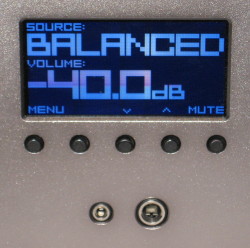 SOURCE:
BALANCED
VOLUME:
-40.0dB
MENU MUTE